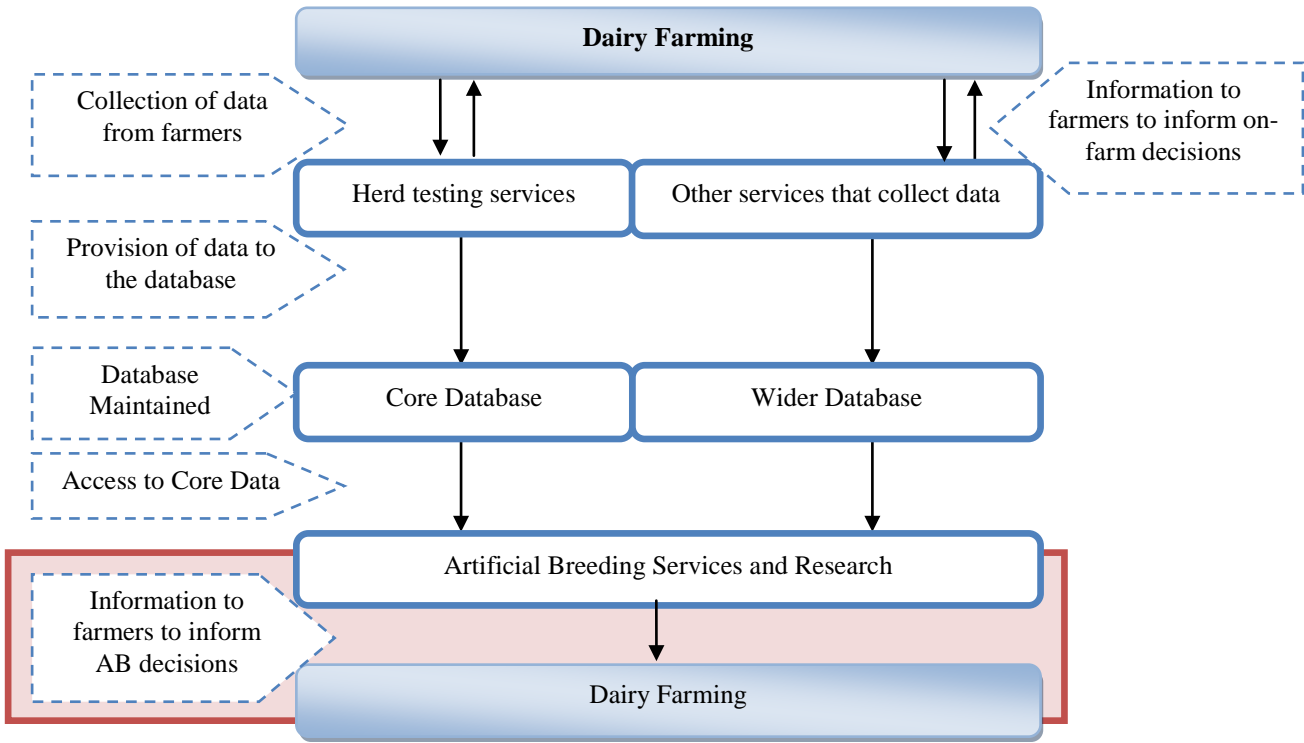 Dairy Farming
Collection of data
from farmers
Information to
farmers to inform on-
farm decisions
Herd testing services
Other services that collect data
Provision of data to
the database
Database
Maintained
Core Database
Wider Database
Access to Core Data
Artificial Breeding Services and Research
Information to
farmers to inform
AB decisions
Dairy Farming